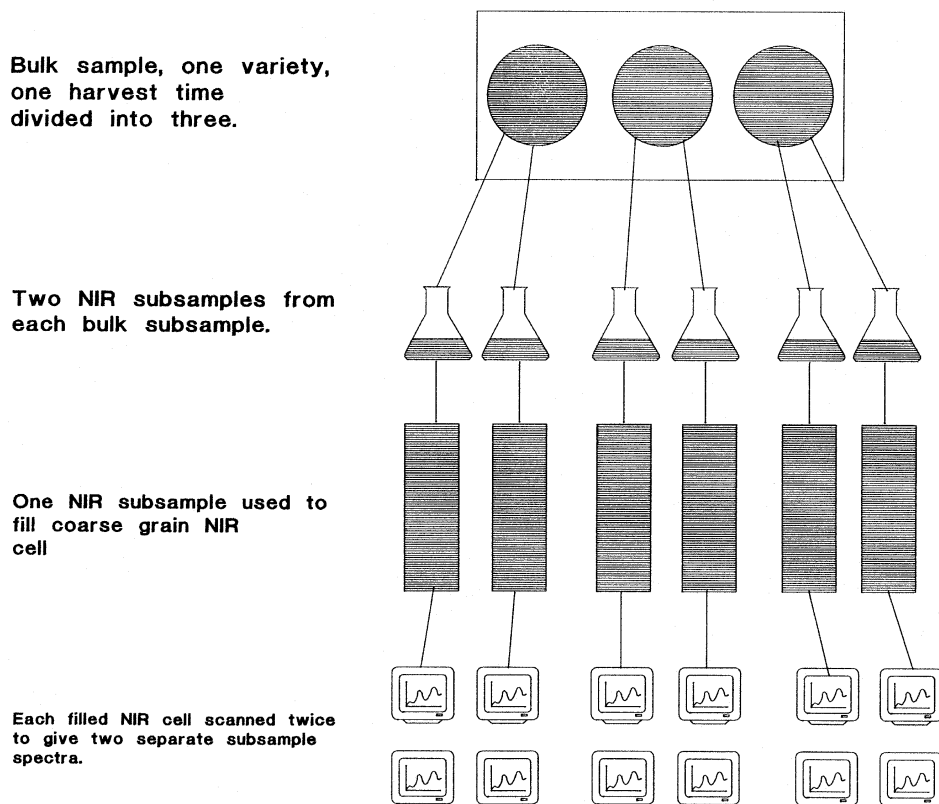 Bulk sample, one variety,
one harvest time
divided into three.
Two NIR subsamples from
each bulk subsample.
One NIR subsample used to
fill coarse grain NIR
cell
Each filled NIR cell scanned twice
to give two separate subsample
spectra.